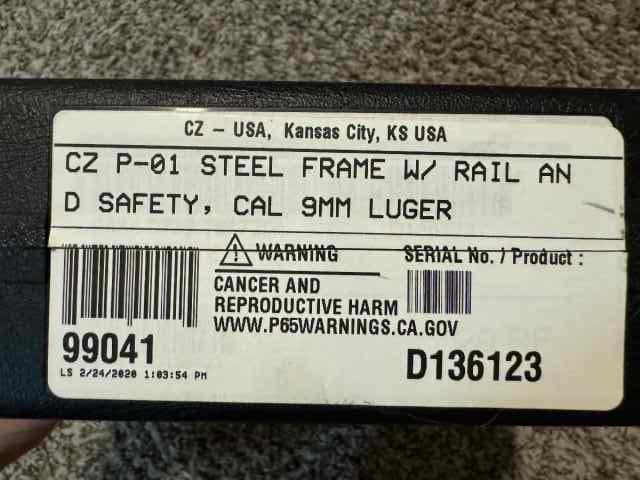 CZ – USA, Kansas City, KS USA
CZ P-01 STEEL FRAME W/ RAIL AN
D SAFETY, CAL 9MM LUGER
WARNING
SERIAL No. / Product :
CANCER AND
REPRODUCTIVE HARM
WWW.P65WARNINGS.CA.GOV
99041
D136123
LS 2/24/2020 1:03:54 PM